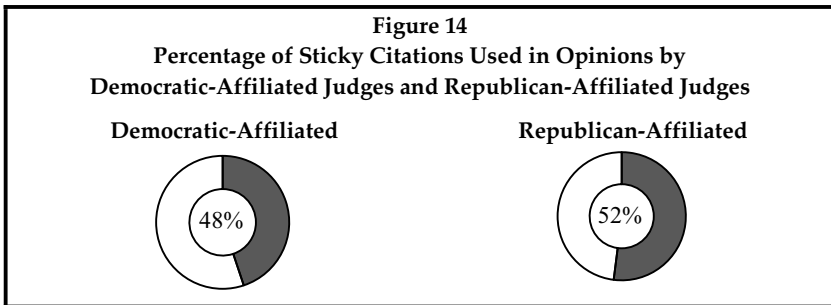 Figure 14
Percentage of Sticky Citations Used in Opinions by
Democratic-Affiliated Judges and Republican-Affiliated Judges
Democratic-Affiliated
Republican-Affiliated
48%
52%